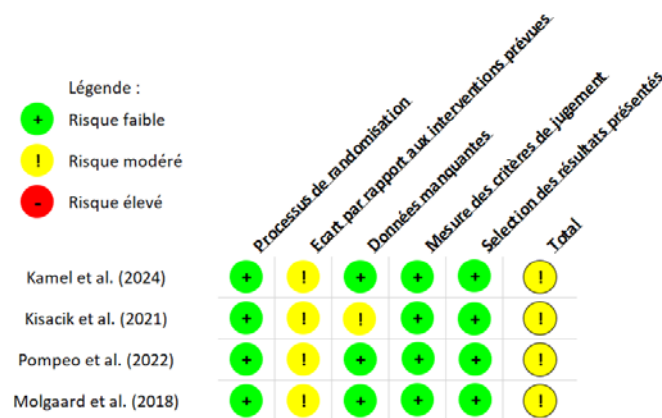 Légende :
+ Risque faible
! Risque modéré
- Risque élevé
Processus de randomisation
Ecart par rapport aux interventions prévues
Données manquantes
Mesure des critères de jugement
Selection des résultats présentés
Total
Kamel et al. (2024) + ! + + + !
Kisacik et al. (2021) + ! ! + + !
Pompeo et al. (2022) + ! + + + !
Molgaard et al. (2018) + ! + + + !